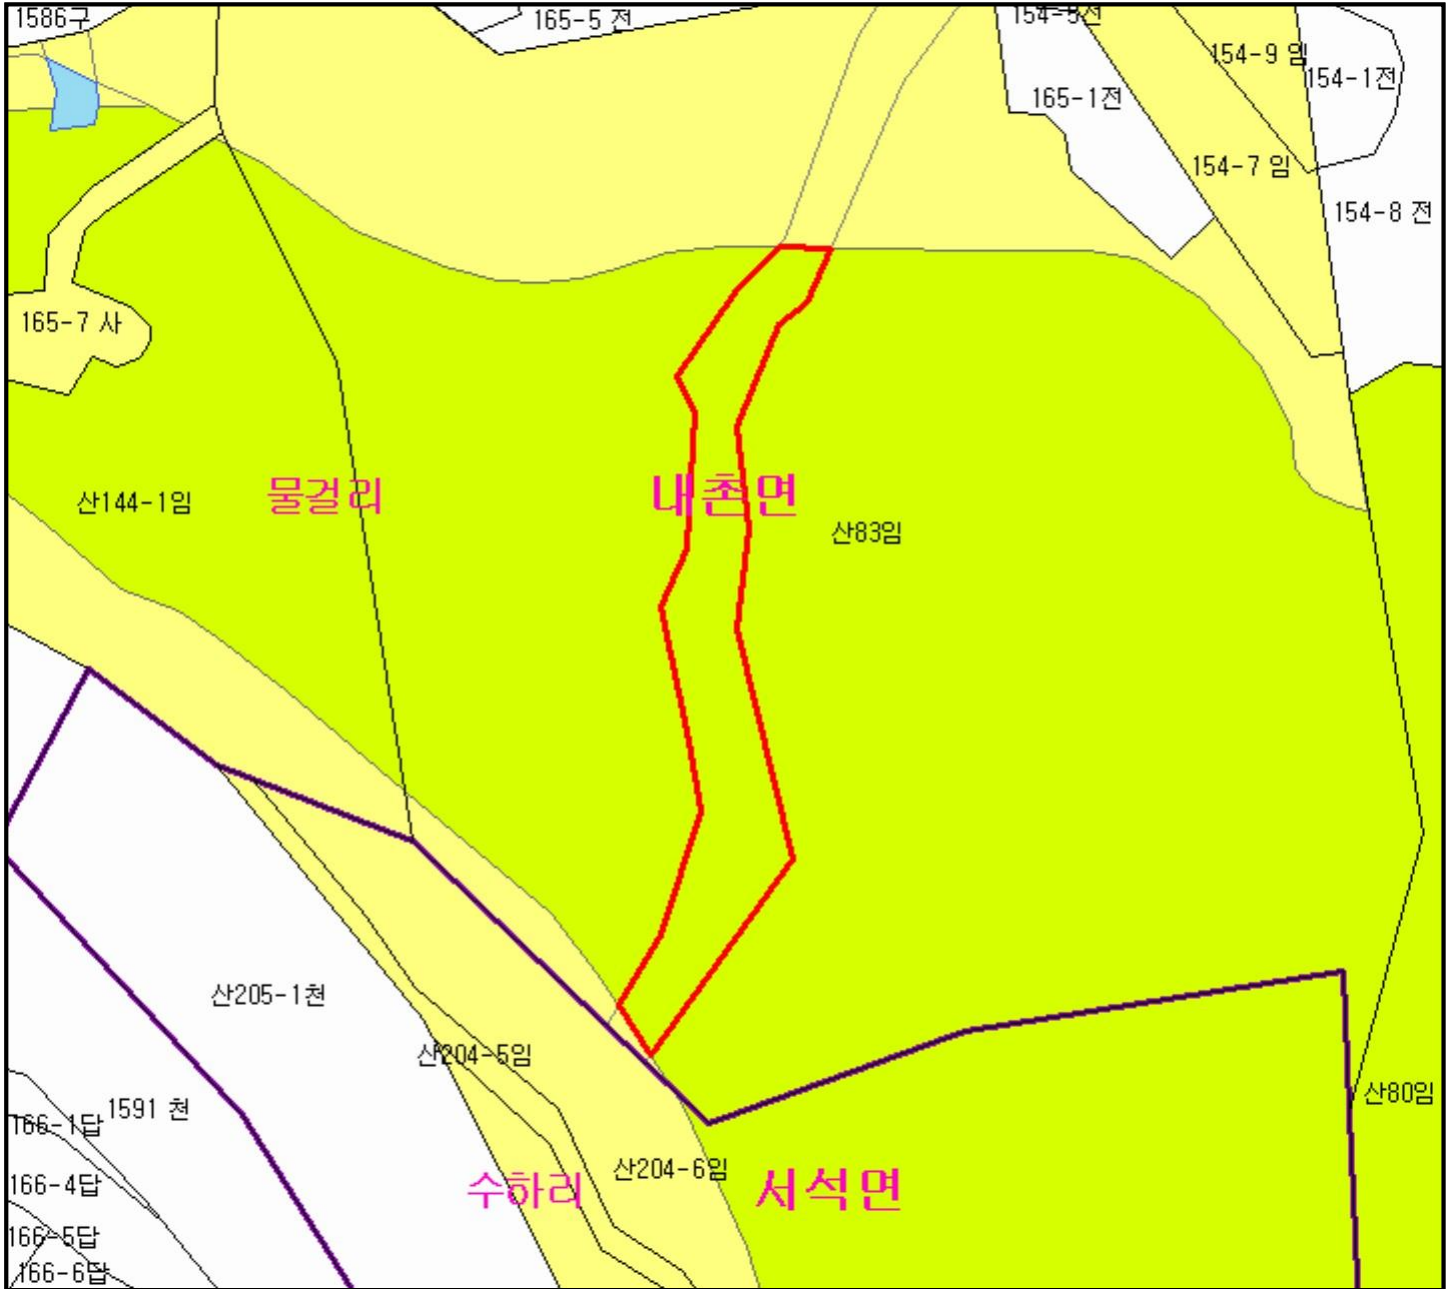 1586구
165-5 전
154-5전
154-9 임
154-1전
165-1전
154-7 임
154-8 전
165-7 사
산144-1임
물걸리
내촌면
산83임
산205-1천
산204-5임
산80임
1591 천
166-1답
산204-6임
166-4답
수하리
서석면
166-5답
166-6답